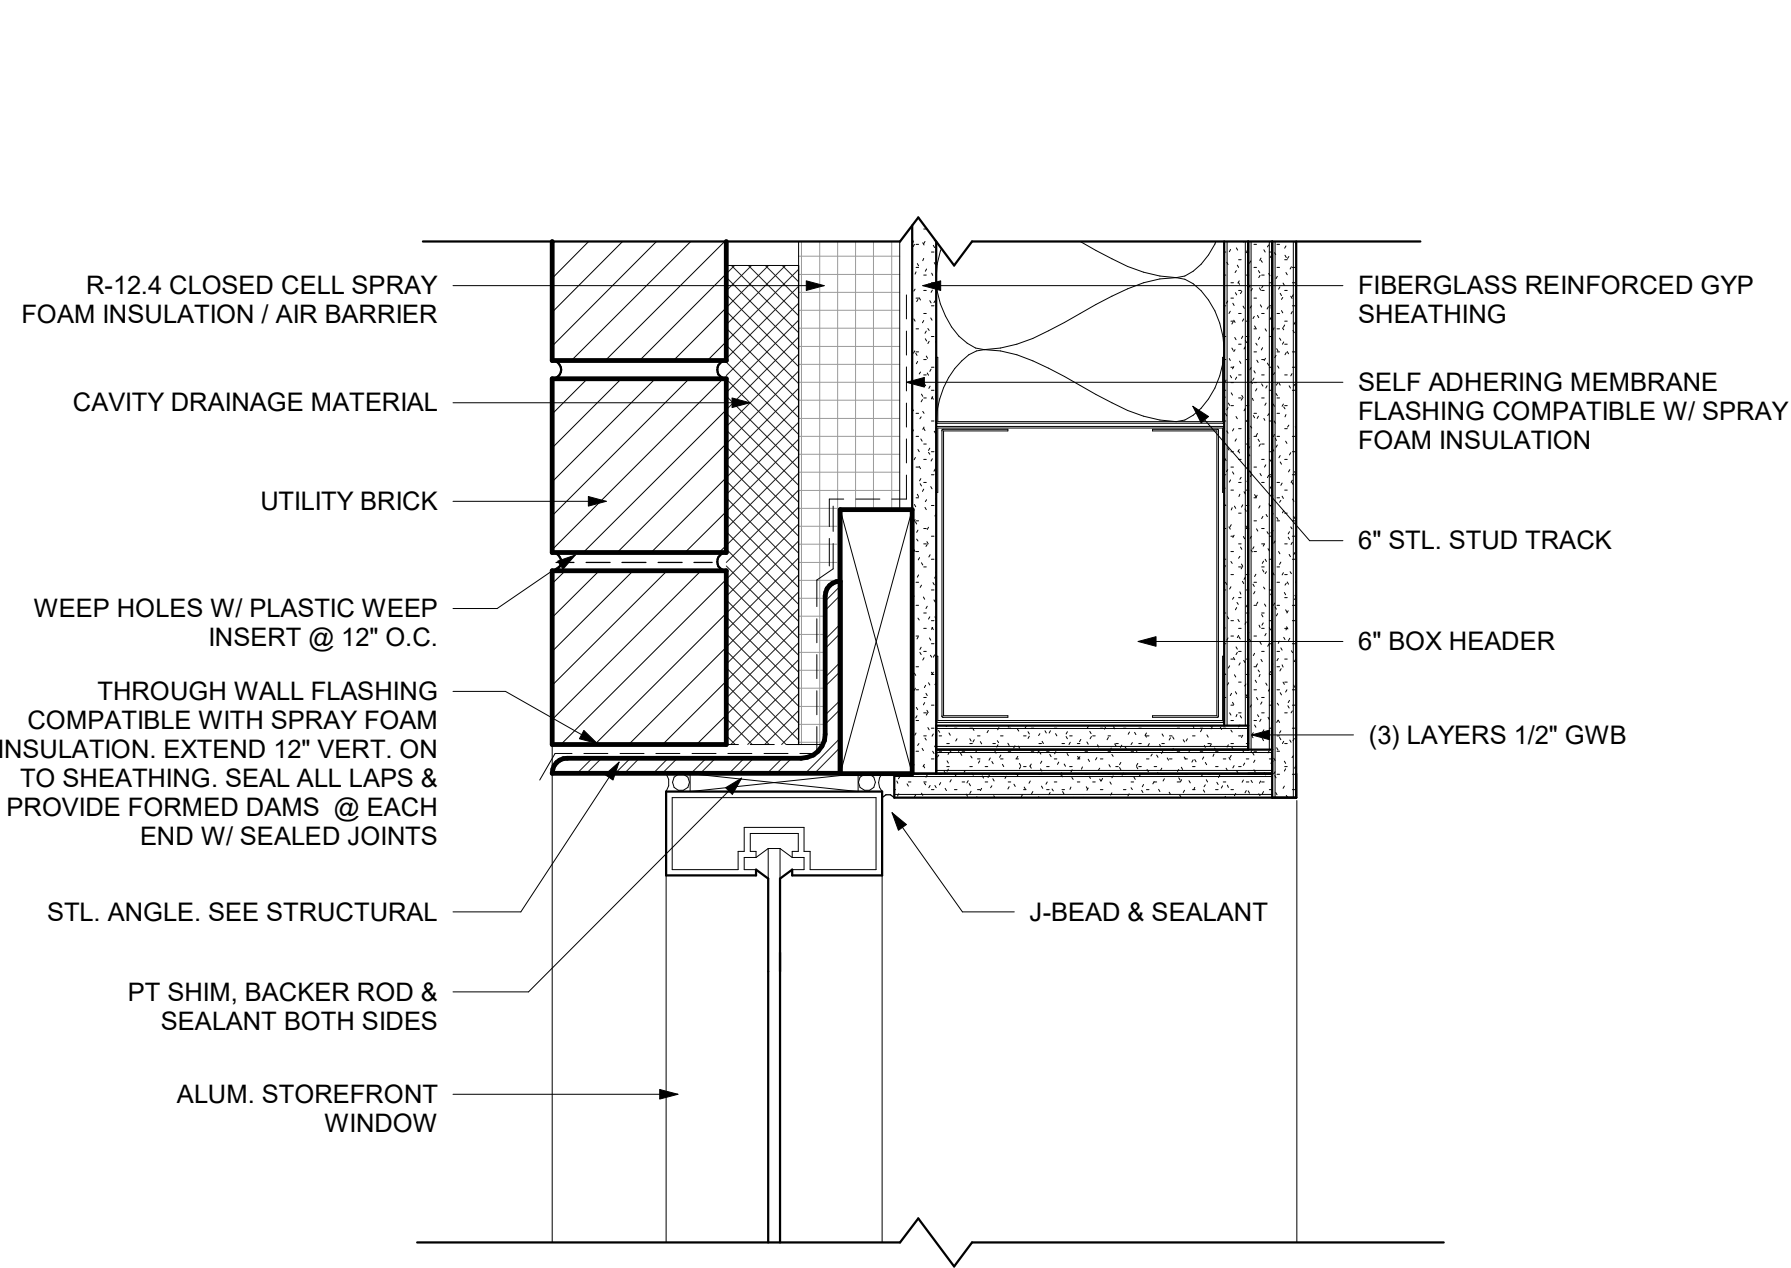 R-12.4 CLOSED CELL SPRAY
FOAM INSULATION / AIR BARRIER
CAVITY DRAINAGE MATERIAL
UTILITY BRICK
WEEP HOLES W/ PLASTIC WEEP
INSERT @ 12" O.C.
THROUGH WALL FLASHING
COMPATIBLE WITH SPRAY FOAM
INSULATION. EXTEND 12" VERT. ON
TO SHEATHING. SEAL ALL LAPS &
PROVIDE FORMED DAMS @ EACH
END W/ SEALED JOINTS
STL. ANGLE. SEE STRUCTURAL
PT SHIM, BACKER ROD &
SEALANT BOTH SIDES
ALUM. STOREFRONT
WINDOW
FIBERGLASS REINFORCED GYP
SHEATHING
SELF ADHERING MEMBRANE
FLASHING COMPATIBLE W/ SPRAY
FOAM INSULATION
6" STL. STUD TRACK
6" BOX HEADER
(3) LAYERS 1/2" GWB
J-BEAD & SEALANT